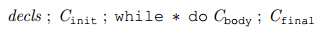 decls ; C_init ; while * do C_body ; C_final